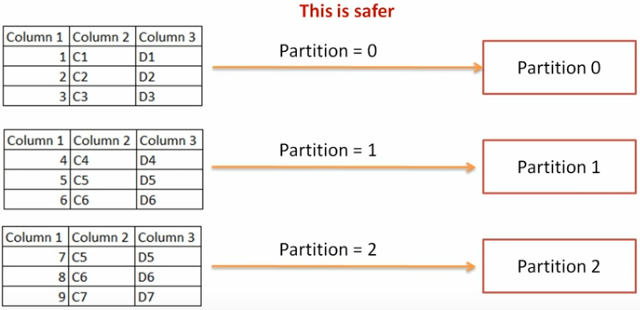 This is safer
Column 1 Column 2 Column 3
1 C1 D1
2 C2 D2
3 C3 D3
Partition = 0
Partition 0
Column 1 Column 2 Column 3
4 C4 D4
5 C5 D5
6 C6 D6
Partition = 1
Partition 1
Column 1 Column 2 Column 3
7 C5 D5
8 C6 D6
9 C7 D7
Partition = 2
Partition 2